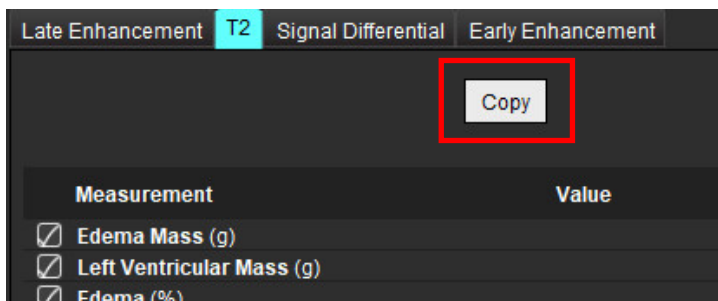 Late Enhancement T2 Signal Differential Early Enhancement
Copy
Measurement Value
Edema Mass (g)
Left Ventricular Mass (g)
Edema (%)